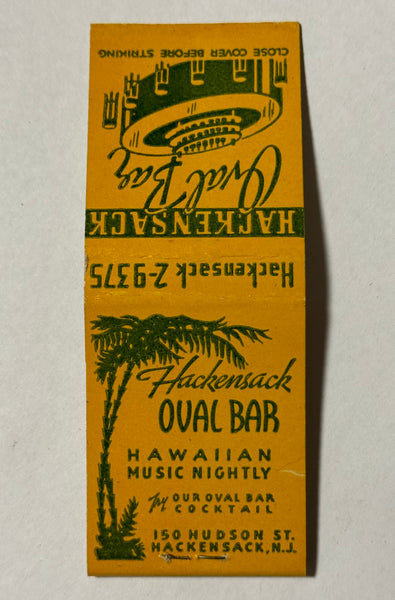 CLOSE COVER BEFORE STRIKING
Oval Bar
HACKENSACK
Hackensack 2-9375
Hackensack
OVAL BAR
HAWAIIAN
MUSIC NIGHTLY
Try OUR OVAL BAR
COCKTAIL
150 HUDSON ST.
HACKENSACK, N.J.